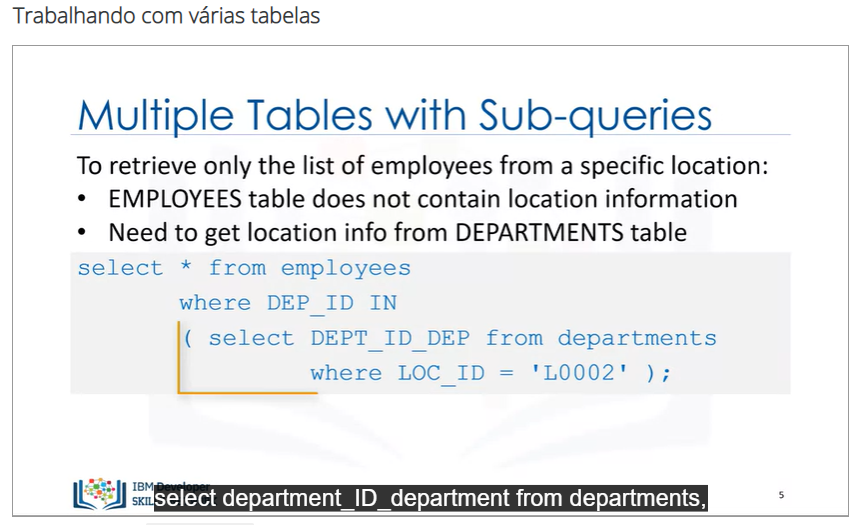 Trabalhando com várias tabelas
Multiple Tables with Sub-queries
To retrieve only the list of employees from a specific location:
• EMPLOYEES table does not contain location information
• Need to get location info from DEPARTMENTS table
select * from employees
where DEP_ID IN
( select DEPT_ID_DEP from departments
where LOC_ID = 'L0002' );
IBM Developer
SKIL
select department_ID_department from departments,
5